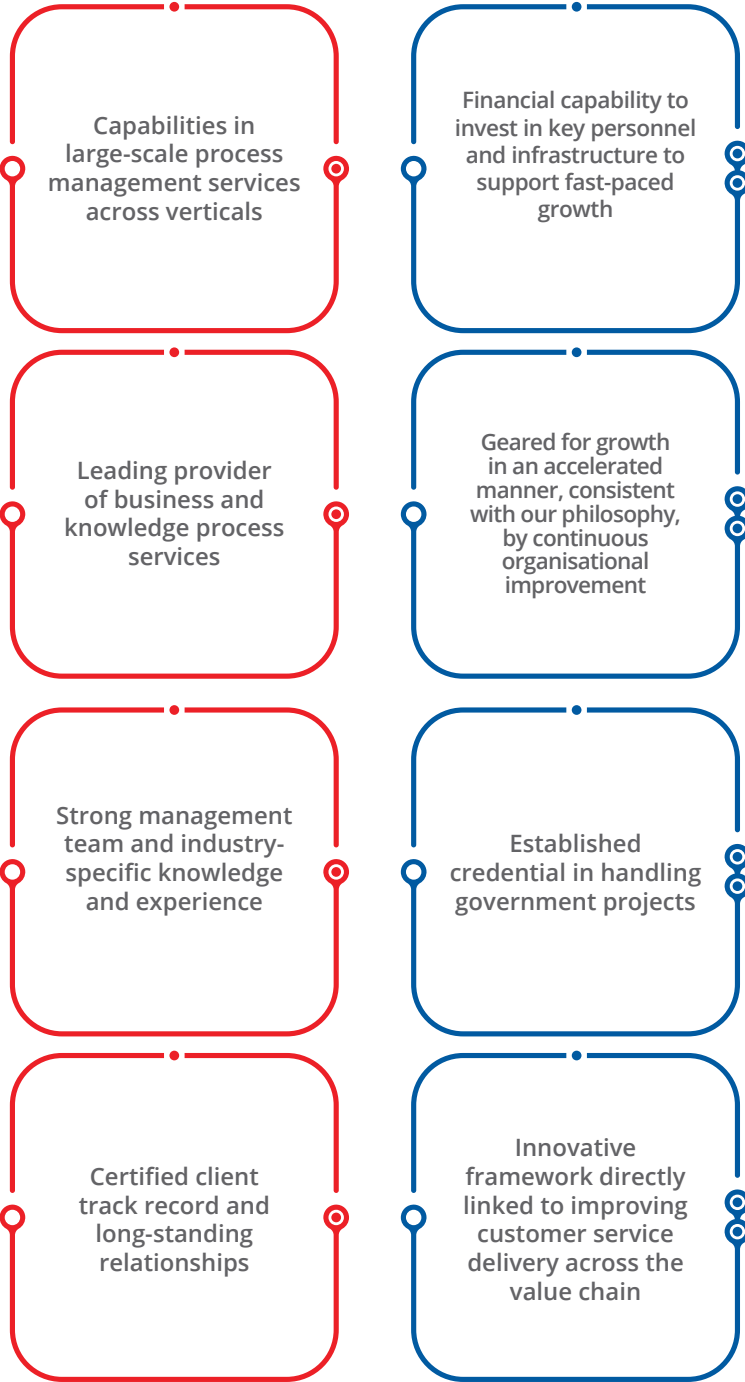 Capabilities in
large-scale process
management services
across verticals
Financial capability to
invest in key personnel
and infrastructure to
support fast-paced
growth
Leading provider
of business and
knowledge process
services
Geared for growth
in an accelerated
manner, consistent
with our philosophy,
by continuous
organisational
improvement
Strong management
team and industry-
specific knowledge
and experience
Established
credential in handling
government projects
Certified client
track record and
long-standing
relationships
Innovative
framework directly
linked to improving
customer service
delivery across the
value chain